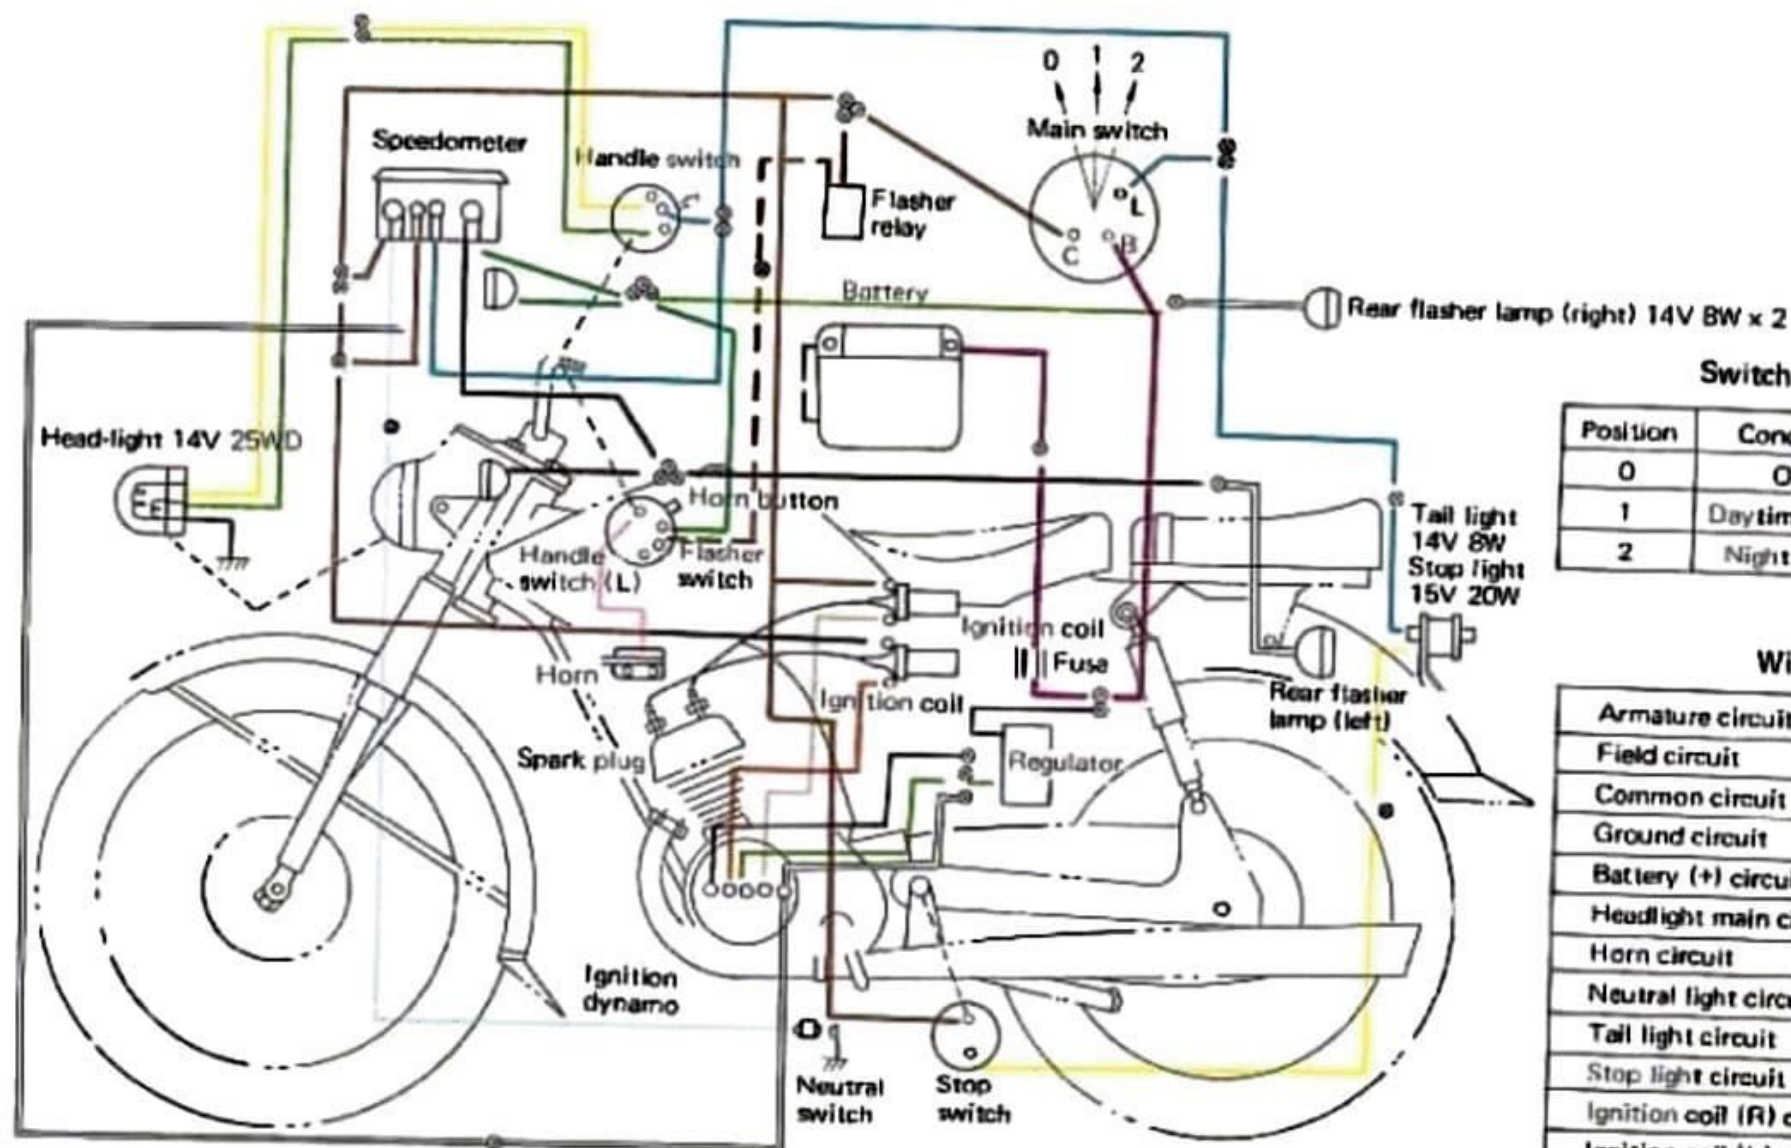 0 1 2
Main switch
Speedometer
Handle switch
L
C
B
Flasher
relay
Battery
Rear flasher lamp (right) 14V 8W x 2
Switch
Position
0
1
Daytim
2
Night
Head-light 14V 25WD
Horn button
Handle
switch (L)
Flasher
switch
Tail light
14V 8W
Stop light
15V 20W
Ignition coil
Fuse
Horn
Ignition coil
Rear flasher
lamp (left)
Spark plug
Regulator
Wi
Armature circuit
Field circuit
Common circuit
Ground circuit
Battery (+) circui
Headlight main c
Horn circuit
Neutral light circu
Tail light circuit
Stop light circuit
Ignition coil (R) c
Ignition
dynamo
Neutral
switch
Stop
switch